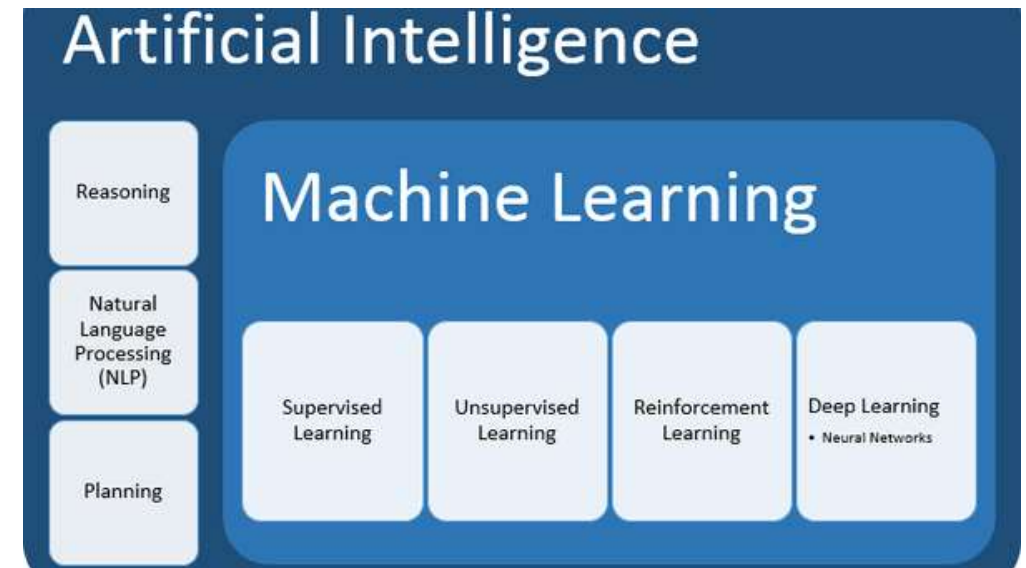 Artificial Intelligence
Reasoning
Natural
Language
Processing
(NLP)
Planning
Machine Learning
Supervised
Learning
Unsupervised
Learning
Reinforcement
Learning
Deep Learning
• Neural Networks